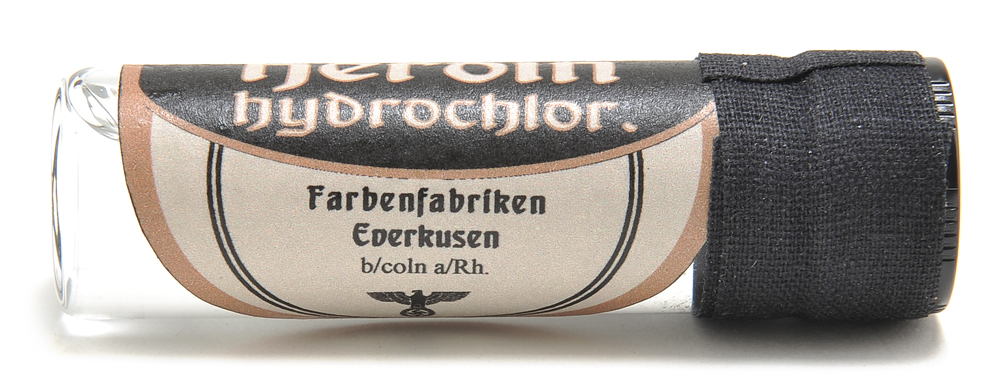 Heroin
hydrochlor.
Farbenfabriken
Everkusen
b/coln a/Rh.